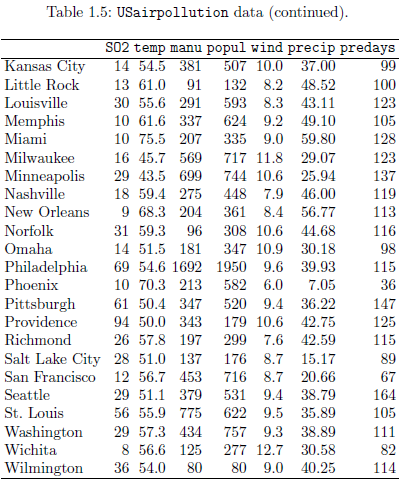 Table 1.5: USairpollution data (continued).
SO2 temp manu popul wind precip predays
Kansas City 14 54.5 381 507 10.0 37.00 99
Little Rock 13 61.0 91 132 8.2 48.52 100
Louisville 30 55.6 291 593 8.3 43.11 123
Memphis 10 61.6 337 624 9.2 49.10 105
Miami 10 75.5 207 335 9.0 59.80 128
Milwaukee 16 45.7 569 717 11.8 29.07 123
Minneapolis 29 43.5 699 744 10.6 25.94 137
Nashville 18 59.4 275 448 7.9 46.00 119
New Orleans 9 68.3 204 361 8.4 56.77 113
Norfolk 31 59.3 96 308 10.6 44.68 116
Omaha 14 51.5 181 347 10.9 30.18 98
Philadelphia 69 54.6 1692 1950 9.6 39.93 115
Phoenix 10 70.3 213 582 6.0 7.05 36
Pittsburgh 61 50.4 347 520 9.4 36.22 147
Providence 94 50.0 343 179 10.6 42.75 125
Richmond 26 57.8 197 299 7.6 42.59 115
Salt Lake City 28 51.0 137 176 8.7 15.17 89
San Francisco 12 56.7 453 716 8.7 20.66 67
Seattle 29 51.1 379 531 9.4 38.79 164
St. Louis 56 55.9 775 622 9.5 35.89 105
Washington 29 57.3 434 757 9.3 38.89 111
Wichita 8 56.6 125 277 12.7 30.58 82
Wilmington 36 54.0 80 80 9.0 40.25 114